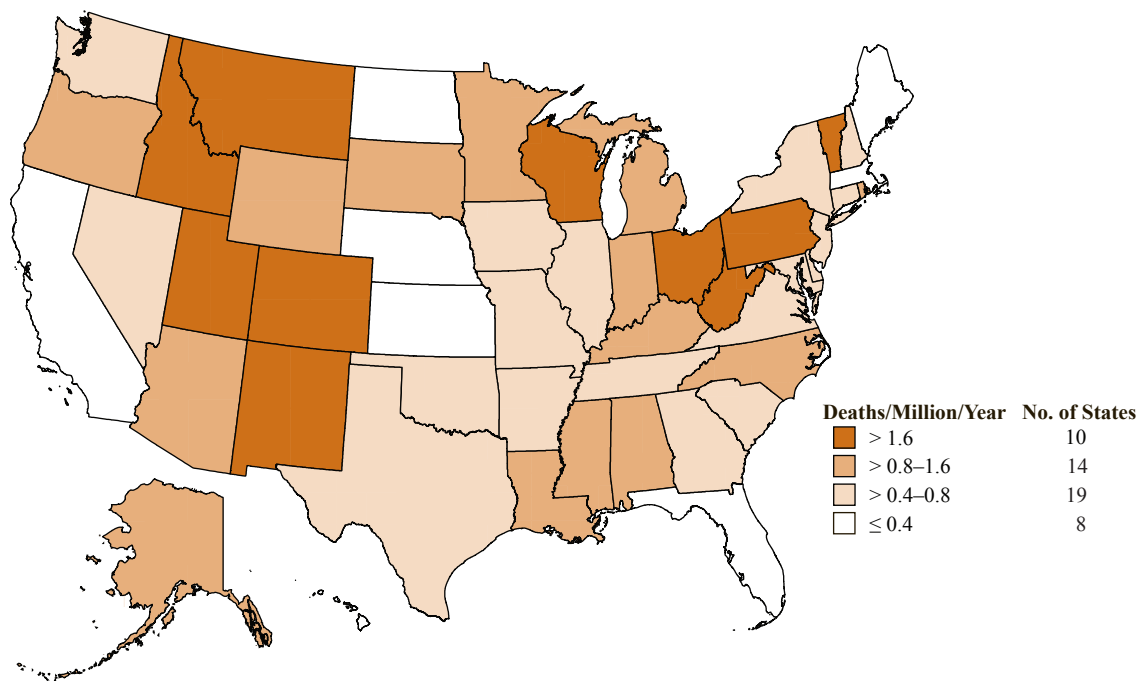 Deaths/Million/Year No. of States
> 1.6 10
> 0.8–1.6 14
> 0.4–0.8 19
≤ 0.4 8